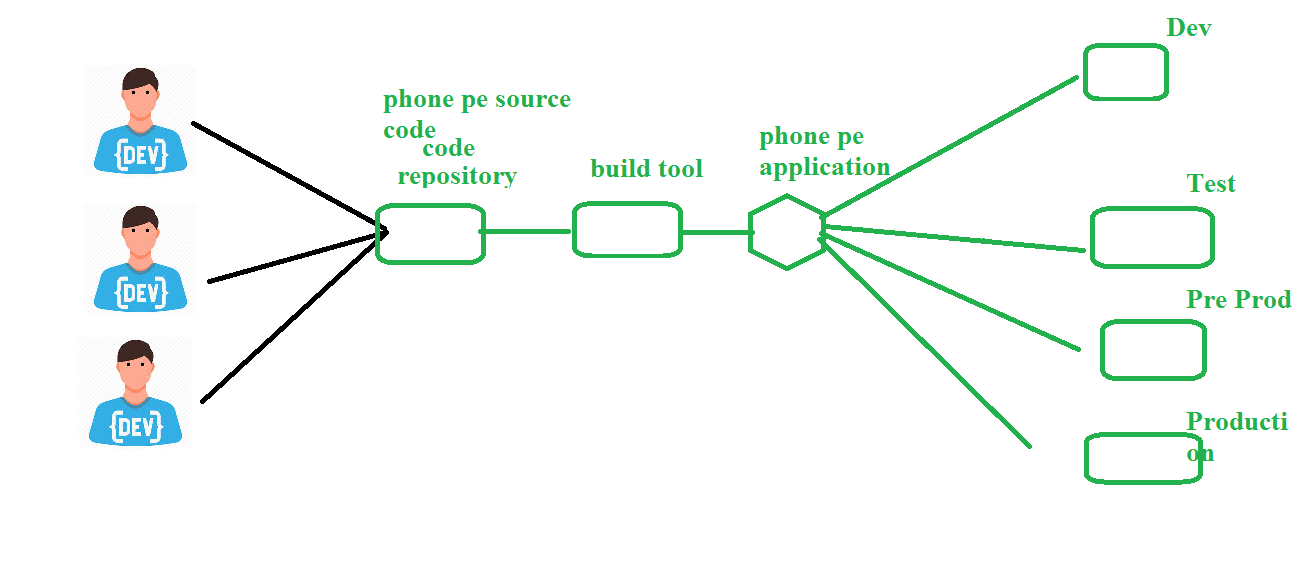 {DEV}
{DEV}
{DEV}
phone pe source
code
code
repository
build tool
phone pe
application
Dev
Test
Pre Prod
Producti
on